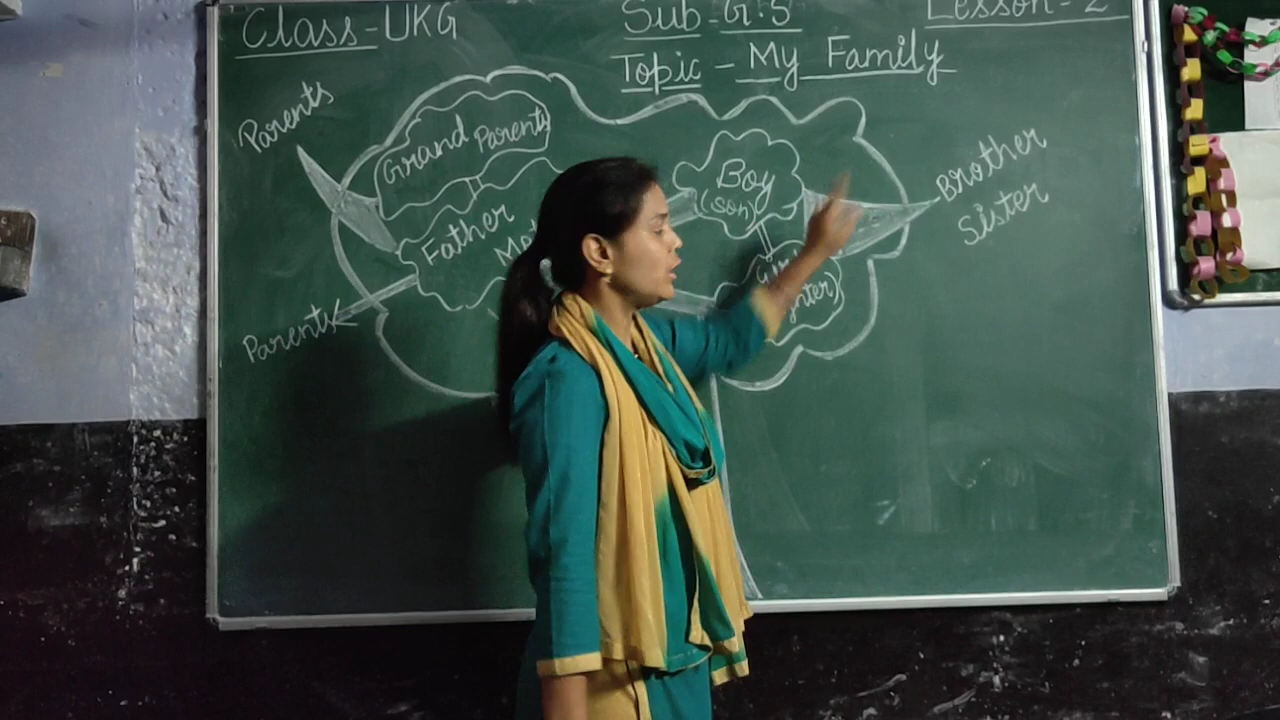 Class-UKG
Sub-G.S
Lesson-2
Topic - My Family
Parents
Grand Parents
Boy
(son)
Brother
Sister
Father
Parents